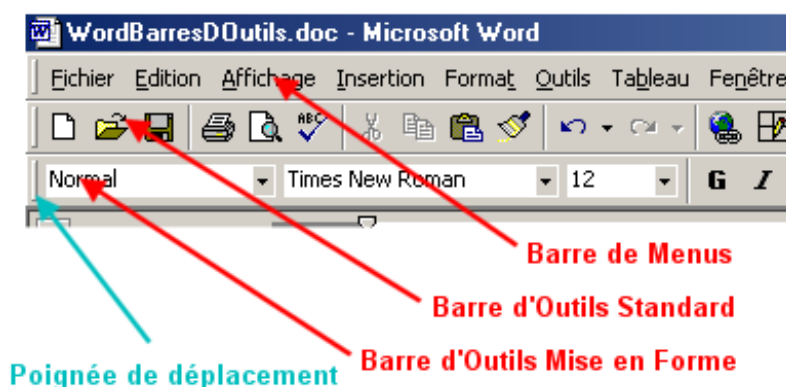 WordBarresDOutils.doc - Microsoft Word
Fichier Edition Affichage Insertion Format Outils Tableau Fenêtre
ABC
Normal Times New Roman 12 G I
Barre de Menus
Barre d'Outils Standard
Barre d'Outils Mise en Forme
Poignée de déplacement